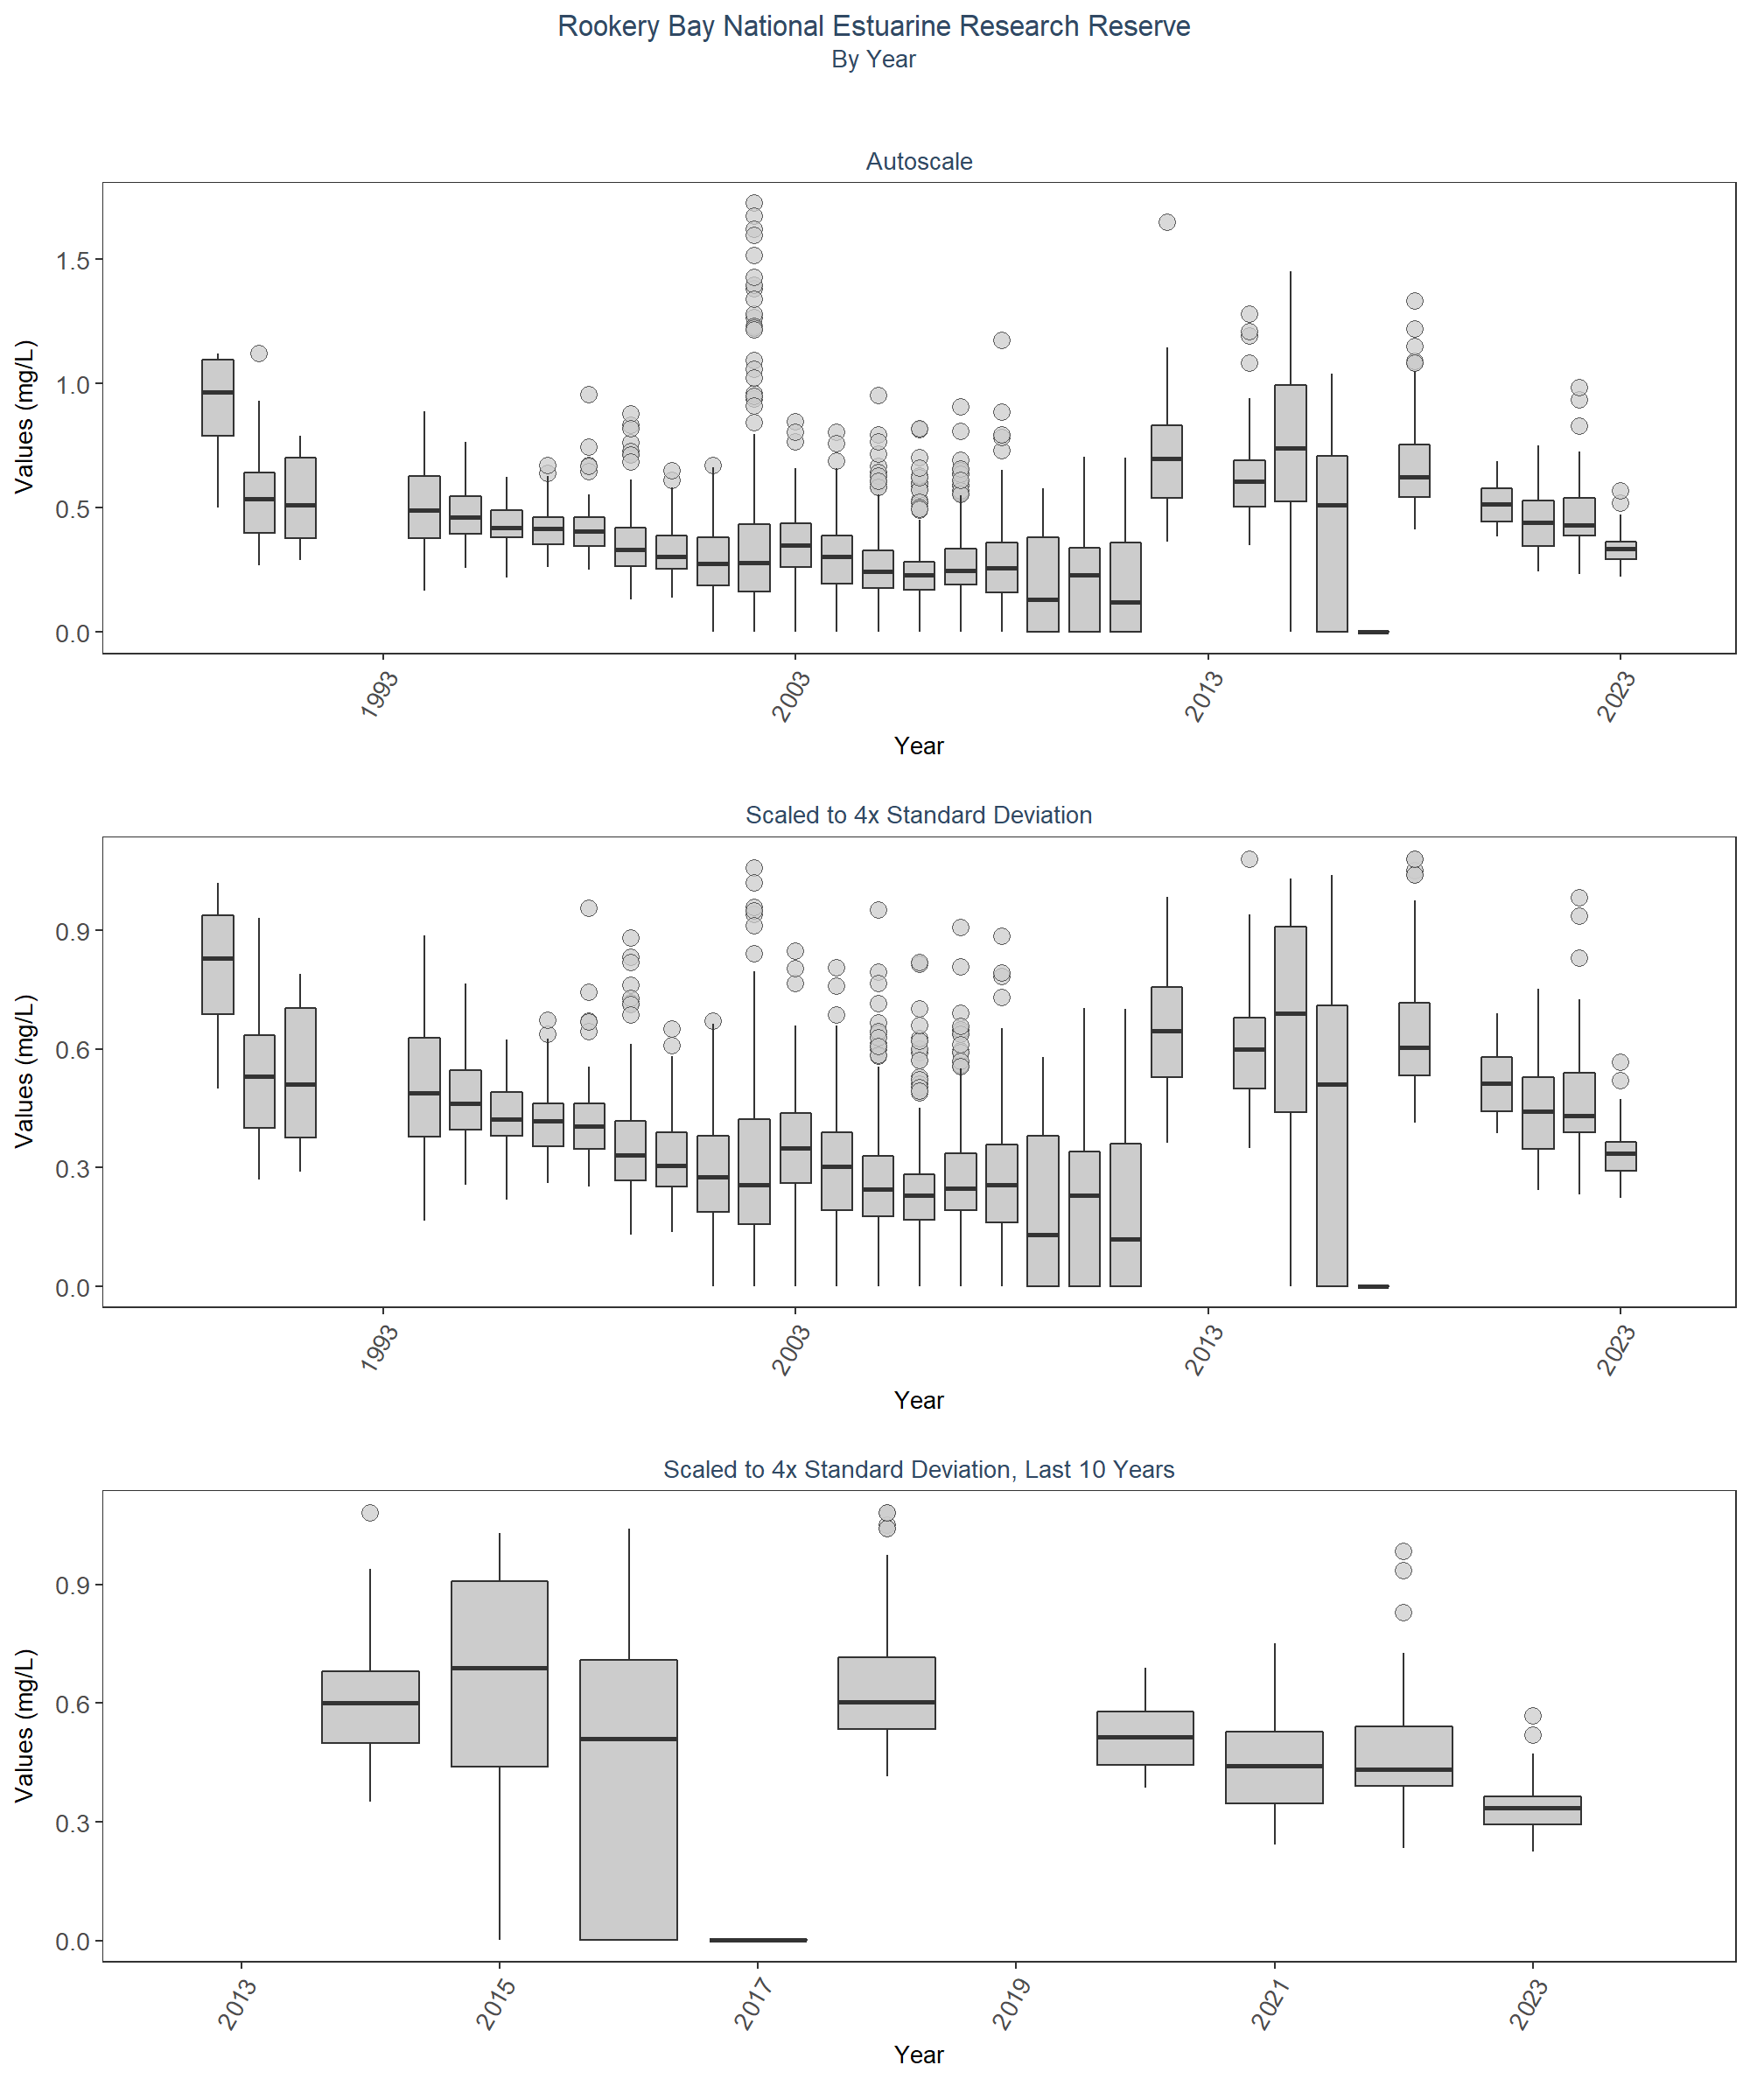 Rookery Bay National Estuarine Research Reserve
By Year
Autoscale
Values (mg/L)
1.5
1.0
0.5
0.0
1993
2003
2013
2023
Year
Scaled to 4x Standard Deviation
Values (mg/L)
0.9
0.6
0.3
0.0
1993
2003
2013
2023
Year
Scaled to 4x Standard Deviation, Last 10 Years
Values (mg/L)
0.9
0.6
0.3
0.0
2013
2015
2017
2019
2021
2023
Year